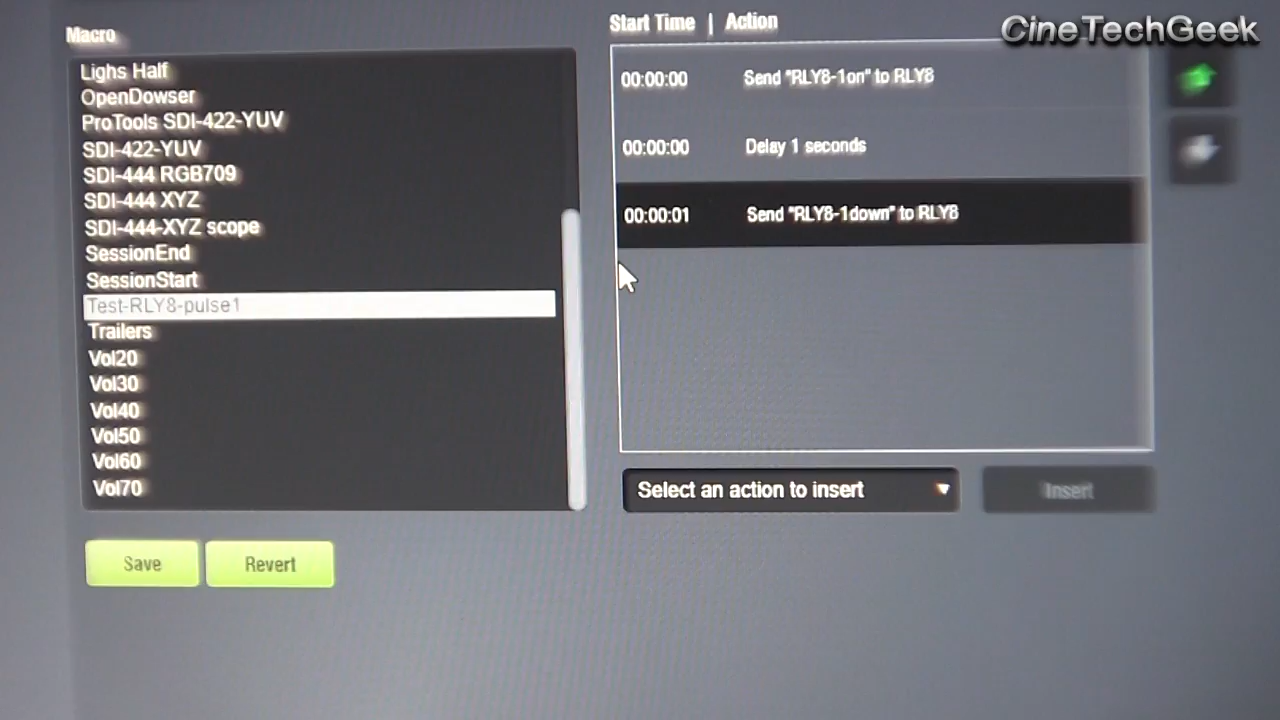 CineTechGeek
Macro
Lighs Half
OpenDowser
ProTools SDI-422-YUV
SDI-422-YUV
SDI-444 RGB709
SDI-444 XYZ
SDI-444-XYZ scope
SessionEnd
SessionStart
Test-RLY8-pulse1
Trailers
Vol20
Vol30
Vol40
Vol50
Vol60
Vol70
Save Revert
Start Time | Action
00:00:00 Send "RLY8-1on" to RLY8
00:00:00 Delay 1 seconds
00:00:01 Send "RLY8-1down" to RLY8
Select an action to insert Insert